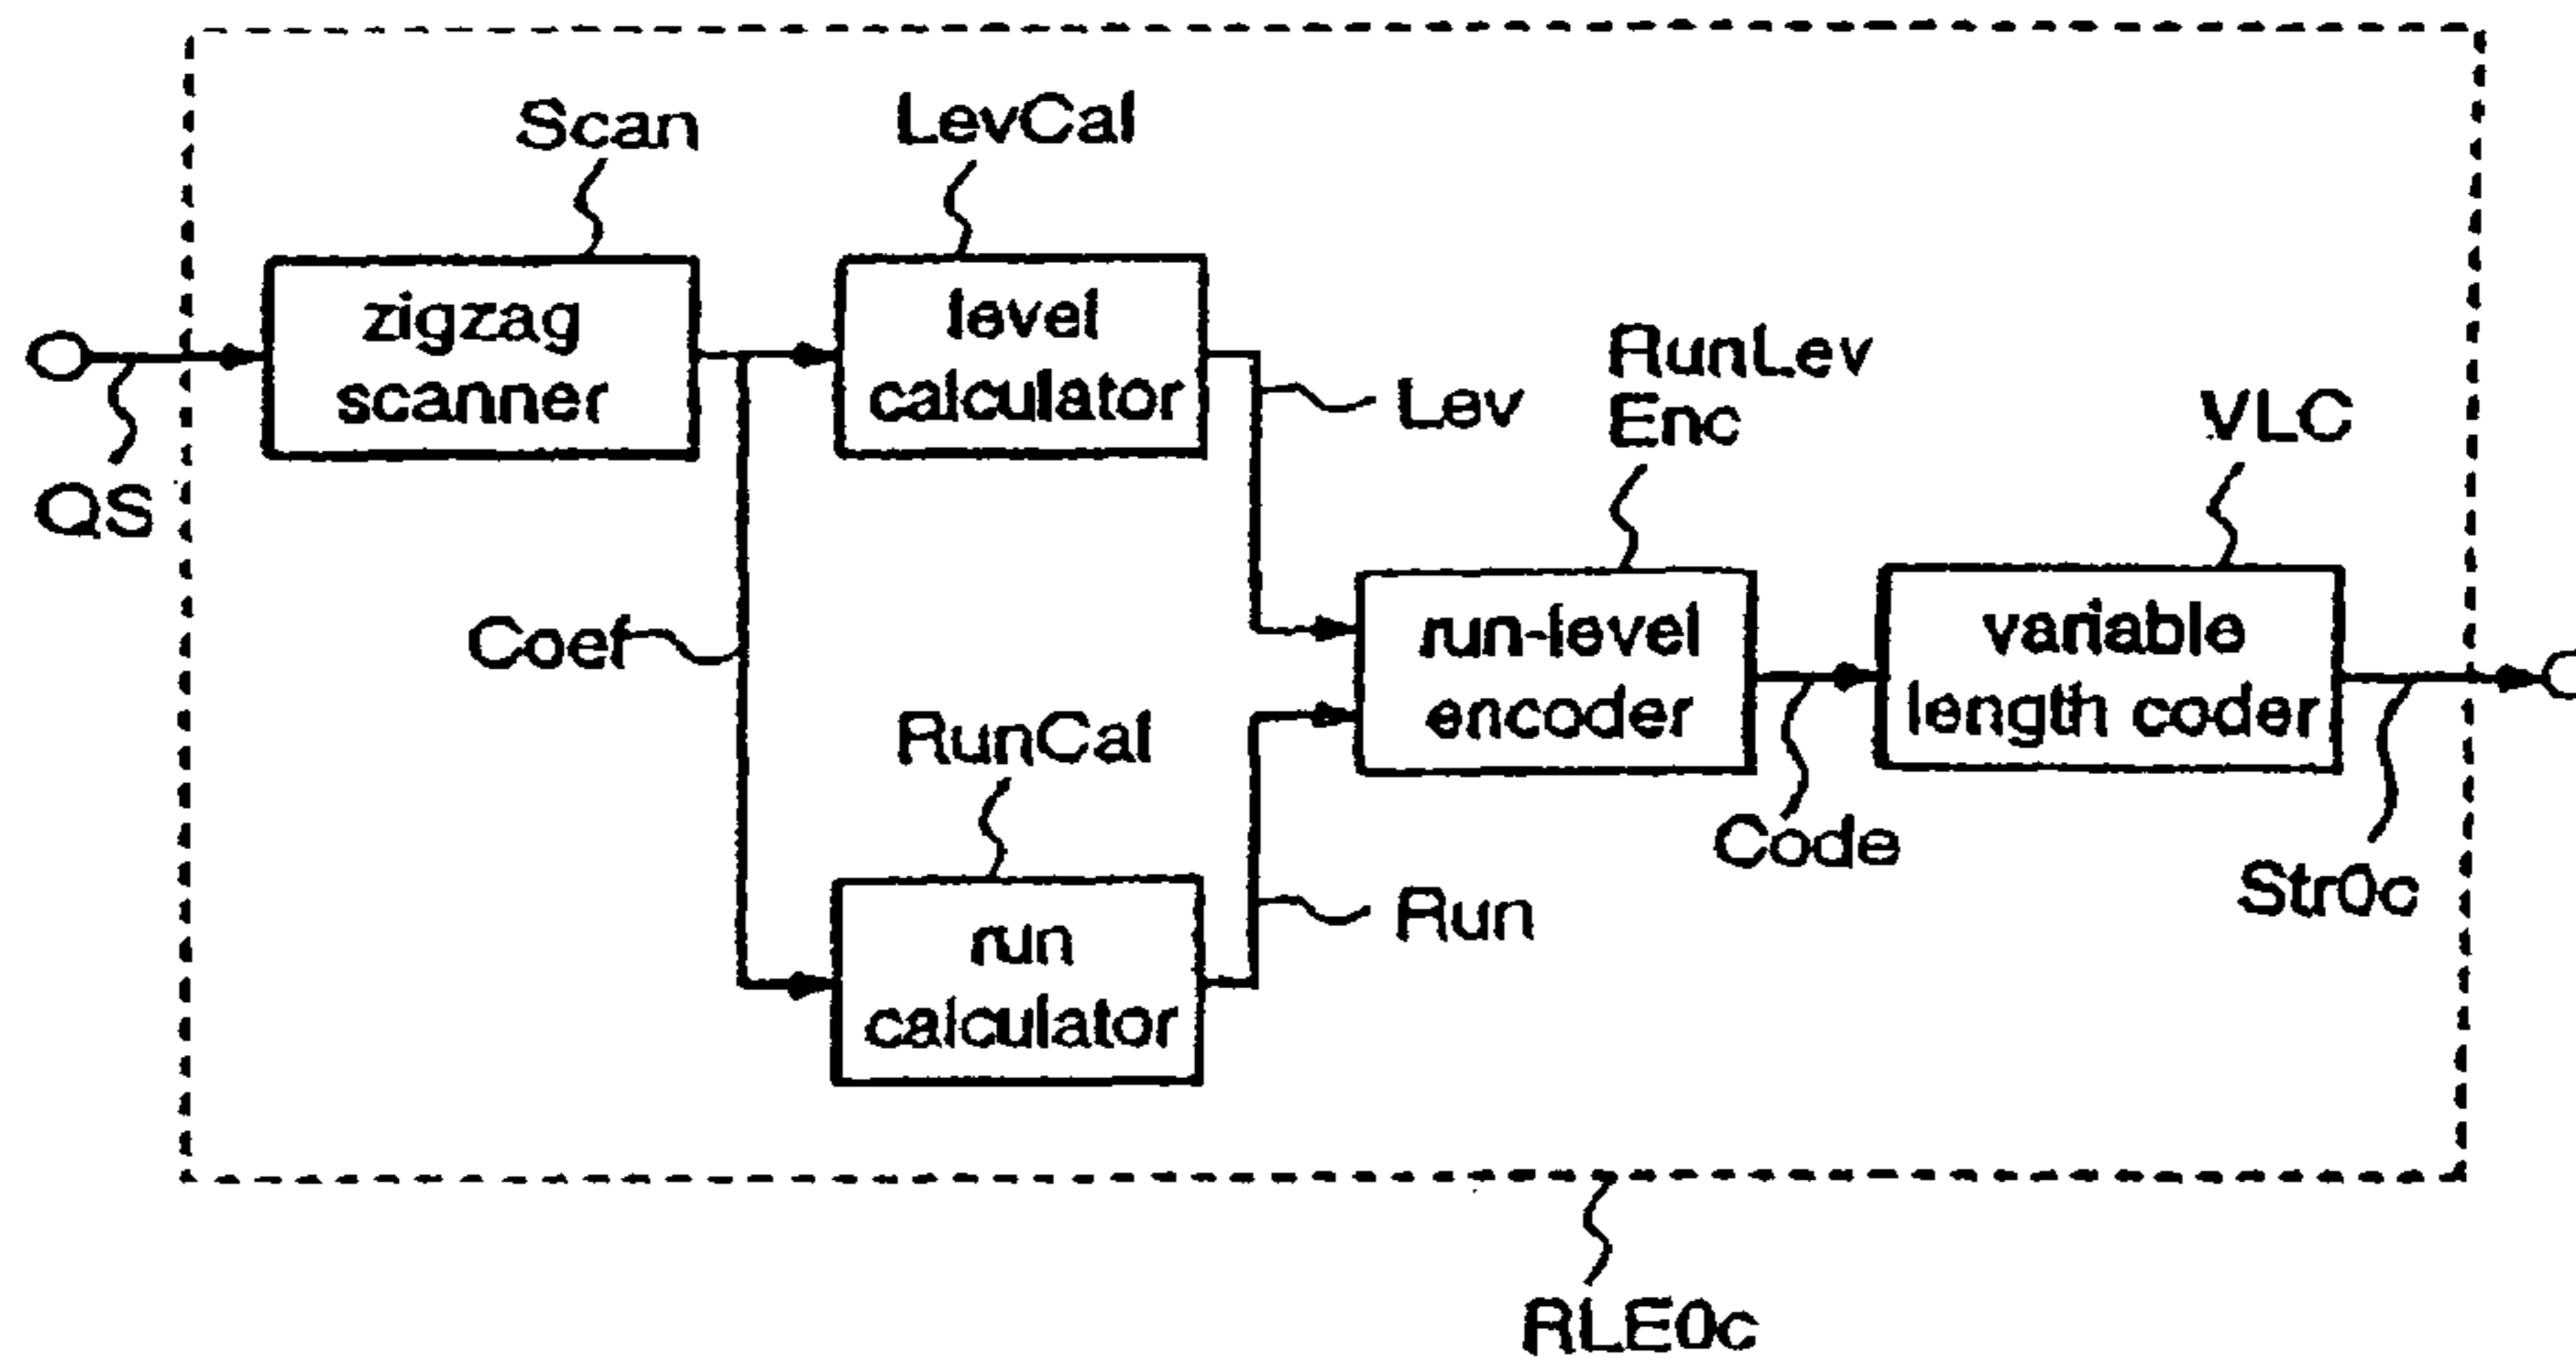 Scan
LevCal
zigzag
scanner
level
calculator
QS
Lev
RunLev
Enc
VLC
Coef
run-level
encoder
variable
length coder
RunCal
Code
Str0c
run
calculator
Run
RLE0c